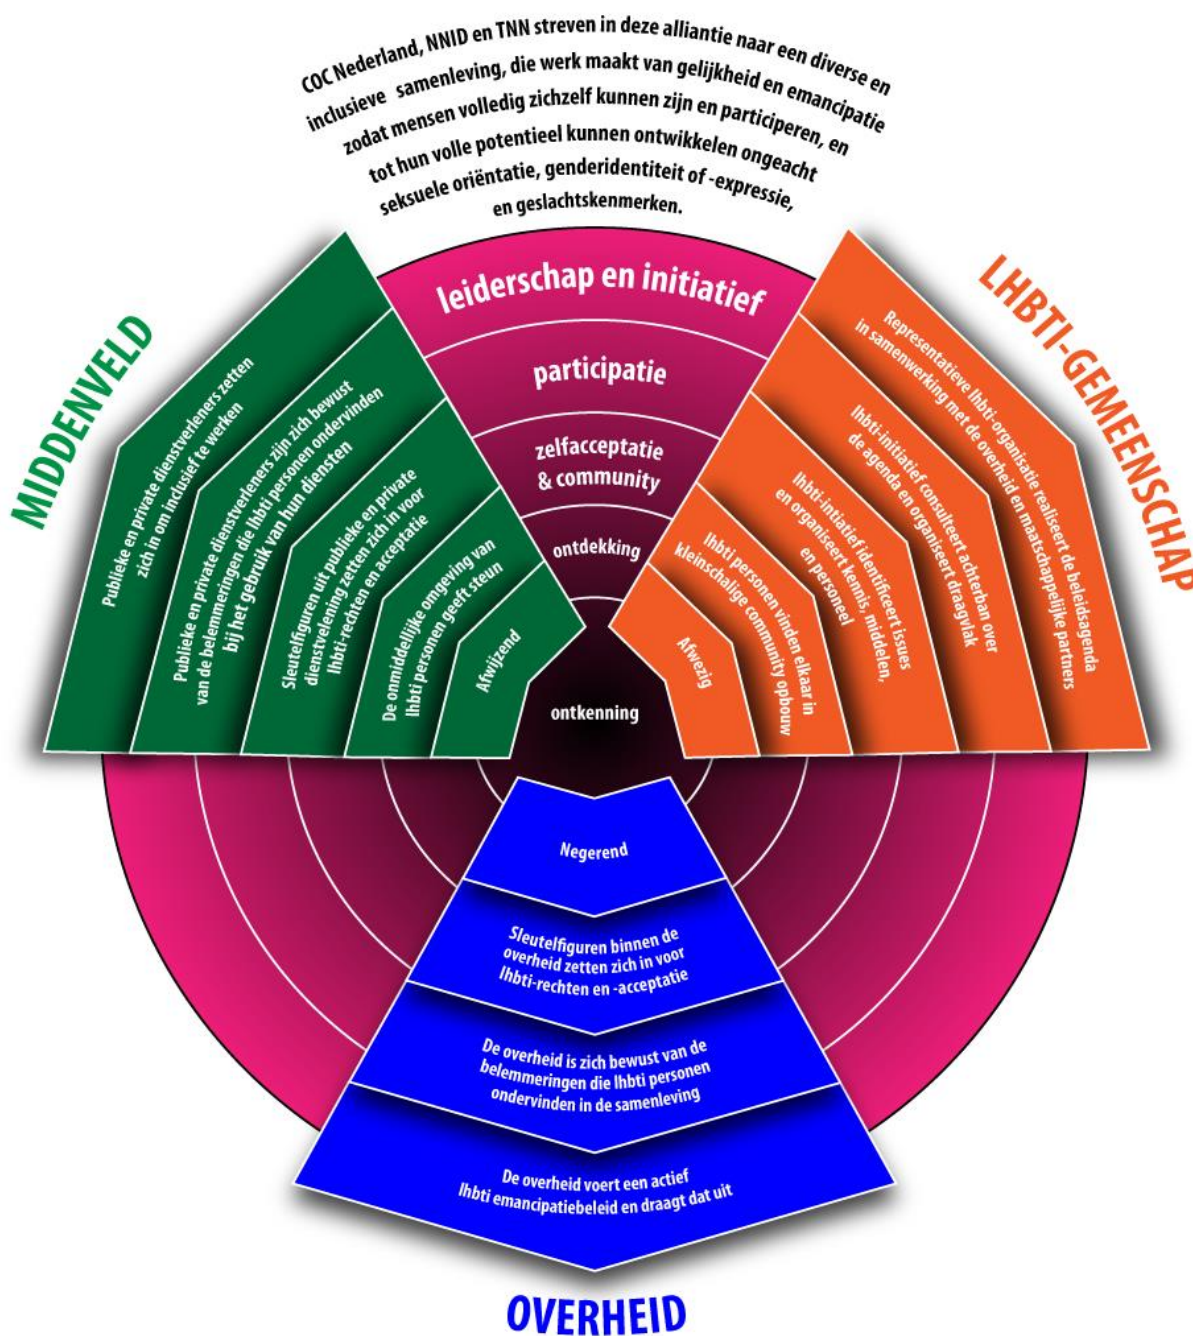 COC Nederland, NNID en TNN streven in deze alliantie naar een diverse en
inclusieve samenleving, die werk maakt van gelijkheid en emancipatie
zodat mensen volledig zichzelf kunnen zijn en participeren, en
tot hun volle potentieel kunnen ontwikkelen ongeacht
seksuele oriëntatie, genderidentiteit of -expressie,
en geslachtskenmerken.
leiderschap en initiatief
participatie
zelfacceptatie
& community
ontdekking
ontkenning
MIDDENVELD
Publieke en private dienstverleners zetten
zich in om inclusief te werken
Publieke en private dienstverleners zijn zich bewust
van de belemmeringen die lhbti personen ondervinden
bij het gebruik van hun diensten
Sleutelfiguren uit publieke en private
dienstvelening zetten zich in voor
lhbti-rechten en acceptatie
De onmiddellijke omgeving van
lhbti personen geeft steun
Afwijzend
LHBTI-GEMEENSCHAP
Representatieve lhbti-organisatie realiseert de beleidsagenda
in samenwerking met de overheid en maatschappelijke partners
lhbti-initiatief consulteert achterban over
de agenda en organiseert draagvlak
lhbti-intiatief identificeert issues
en organiseert kennis, middelen,
en personeel
lhbti personen vinden elkaar in
kleinschalige community opbouw
Afwezig
Negerend
Sleutelfiguren binnen de
overheid zetten zich in voor
lhbti-rechten en -acceptatie
De overheid is zich bewust van de
belemmeringen die lhbti personen
ondervinden in de samenleving
De overheid voert een actief
lhbti emancipatiebeleid en draagt dat uit
OVERHEID